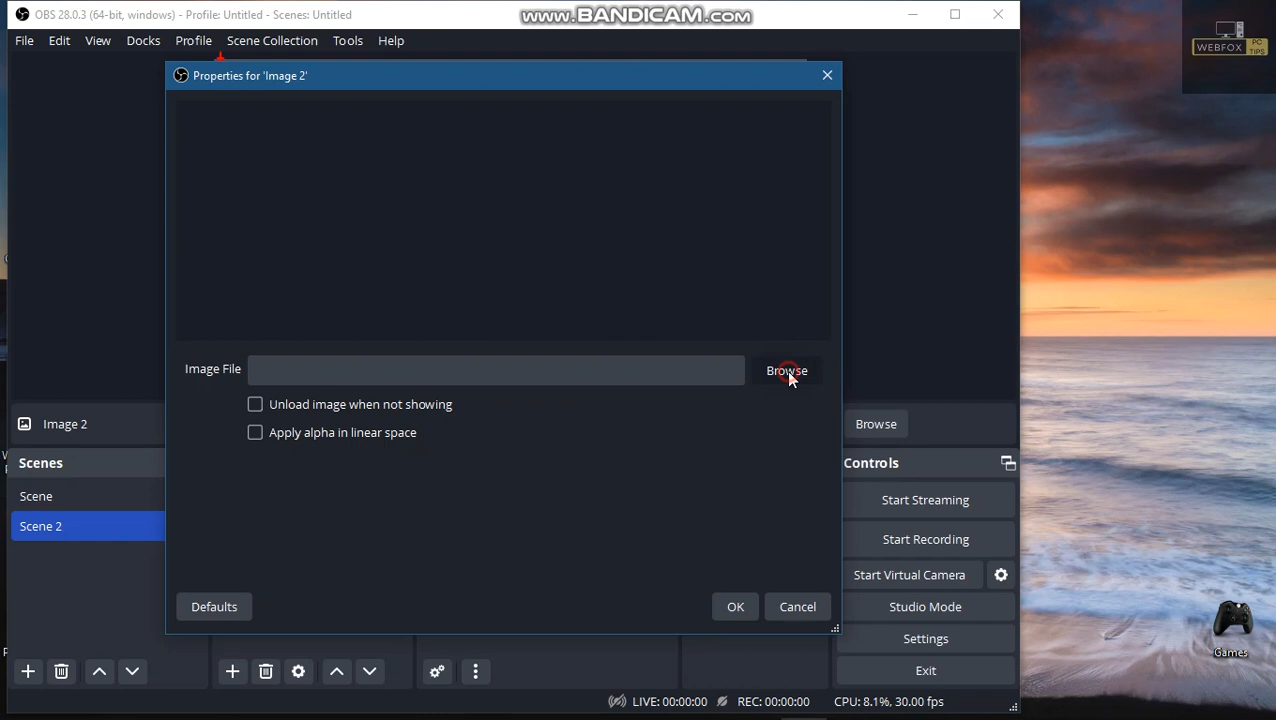 OBS 28.0.3 (64-bit, windows) - Profile: Untitled - Scenes: Untitled
www.BANDICAM.com
File Edit View Docks Profile Scene Collection Tools Help
WEBFOX PC TIPS
Properties for 'Image 2'
Image File Browse
Unload image when not showing
Apply alpha in linear space
Image 2 Browse
Scenes
Scene
Scene 2
Controls
Start Streaming
Start Recording
Start Virtual Camera
Studio Mode
Settings
Exit
Defaults OK Cancel
Games
LIVE: 00:00:00 REC: 00:00:00 CPU: 8.1%, 30.00 fps